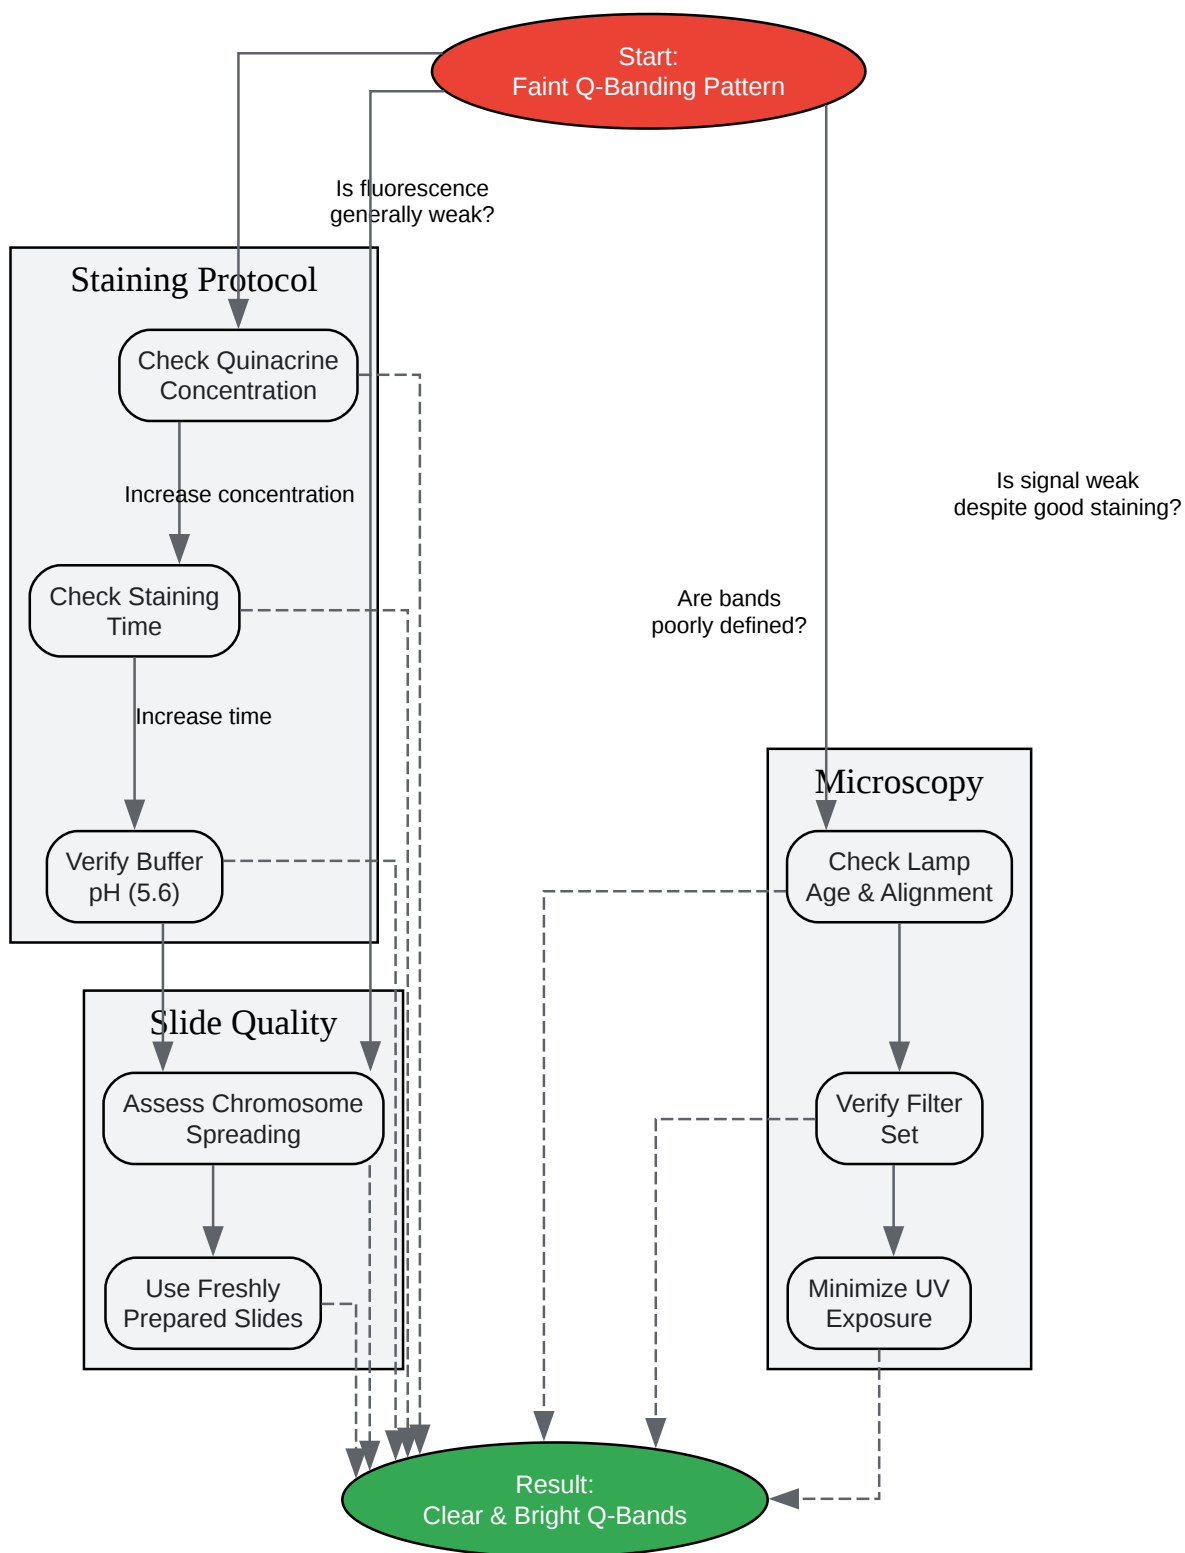 Start:
Faint Q-Banding Pattern
Is fluorescence
generally weak?
Staining Protocol
Check Quinacrine
Concentration
Increase concentration
Is signal weak
despite good staining?
Check Staining
Time
Are bands
poorly defined?
Increase time
Microscopy
Verify Buffer
pH (5.6)
Check Lamp
Age & Alignment
Slide Quality
Assess Chromosome
Spreading
Verify Filter
Set
Use Freshly
Prepared Slides
Minimize UV
Exposure
Result:
Clear & Bright Q-Bands